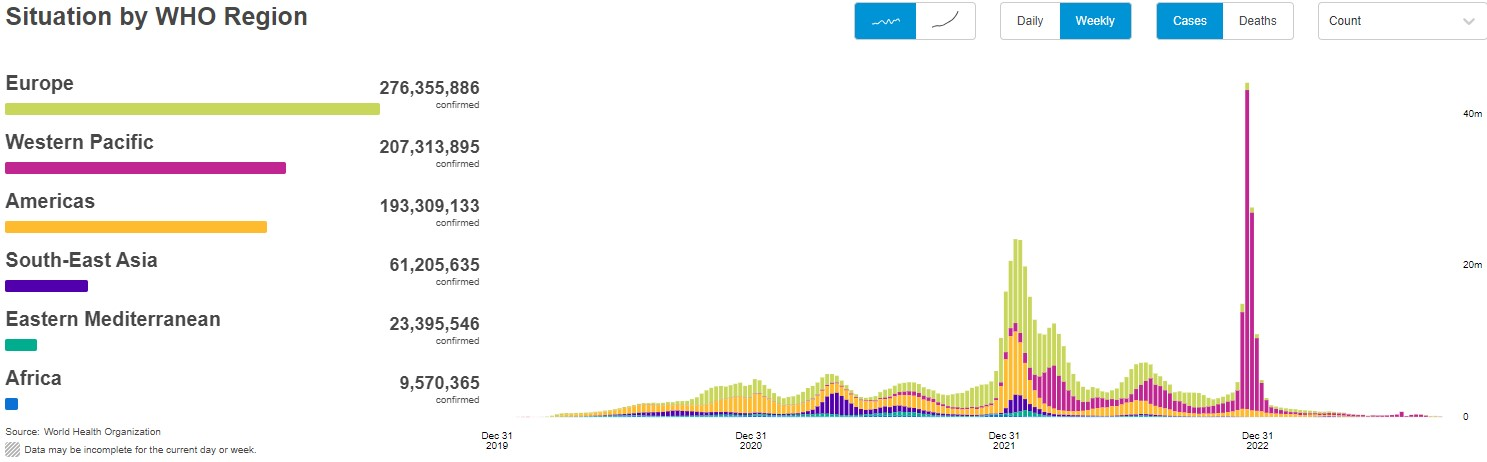 Situation by WHO Region
Daily
Weekly
Cases
Deaths
Count
Europe
276,355,886
confirmed
Western Pacific
207,313,895
confirmed
Americas
193,309,133
confirmed
South-East Asia
61,205,635
confirmed
Eastern Mediterranean
23,395,546
confirmed
Africa
9,570,365
confirmed
40m
20m
0
Dec 31
2019
Dec 31
2020
Dec 31
2021
Dec 31
2022
Source: World Health Organization
Data may be incomplete for the current day or week.